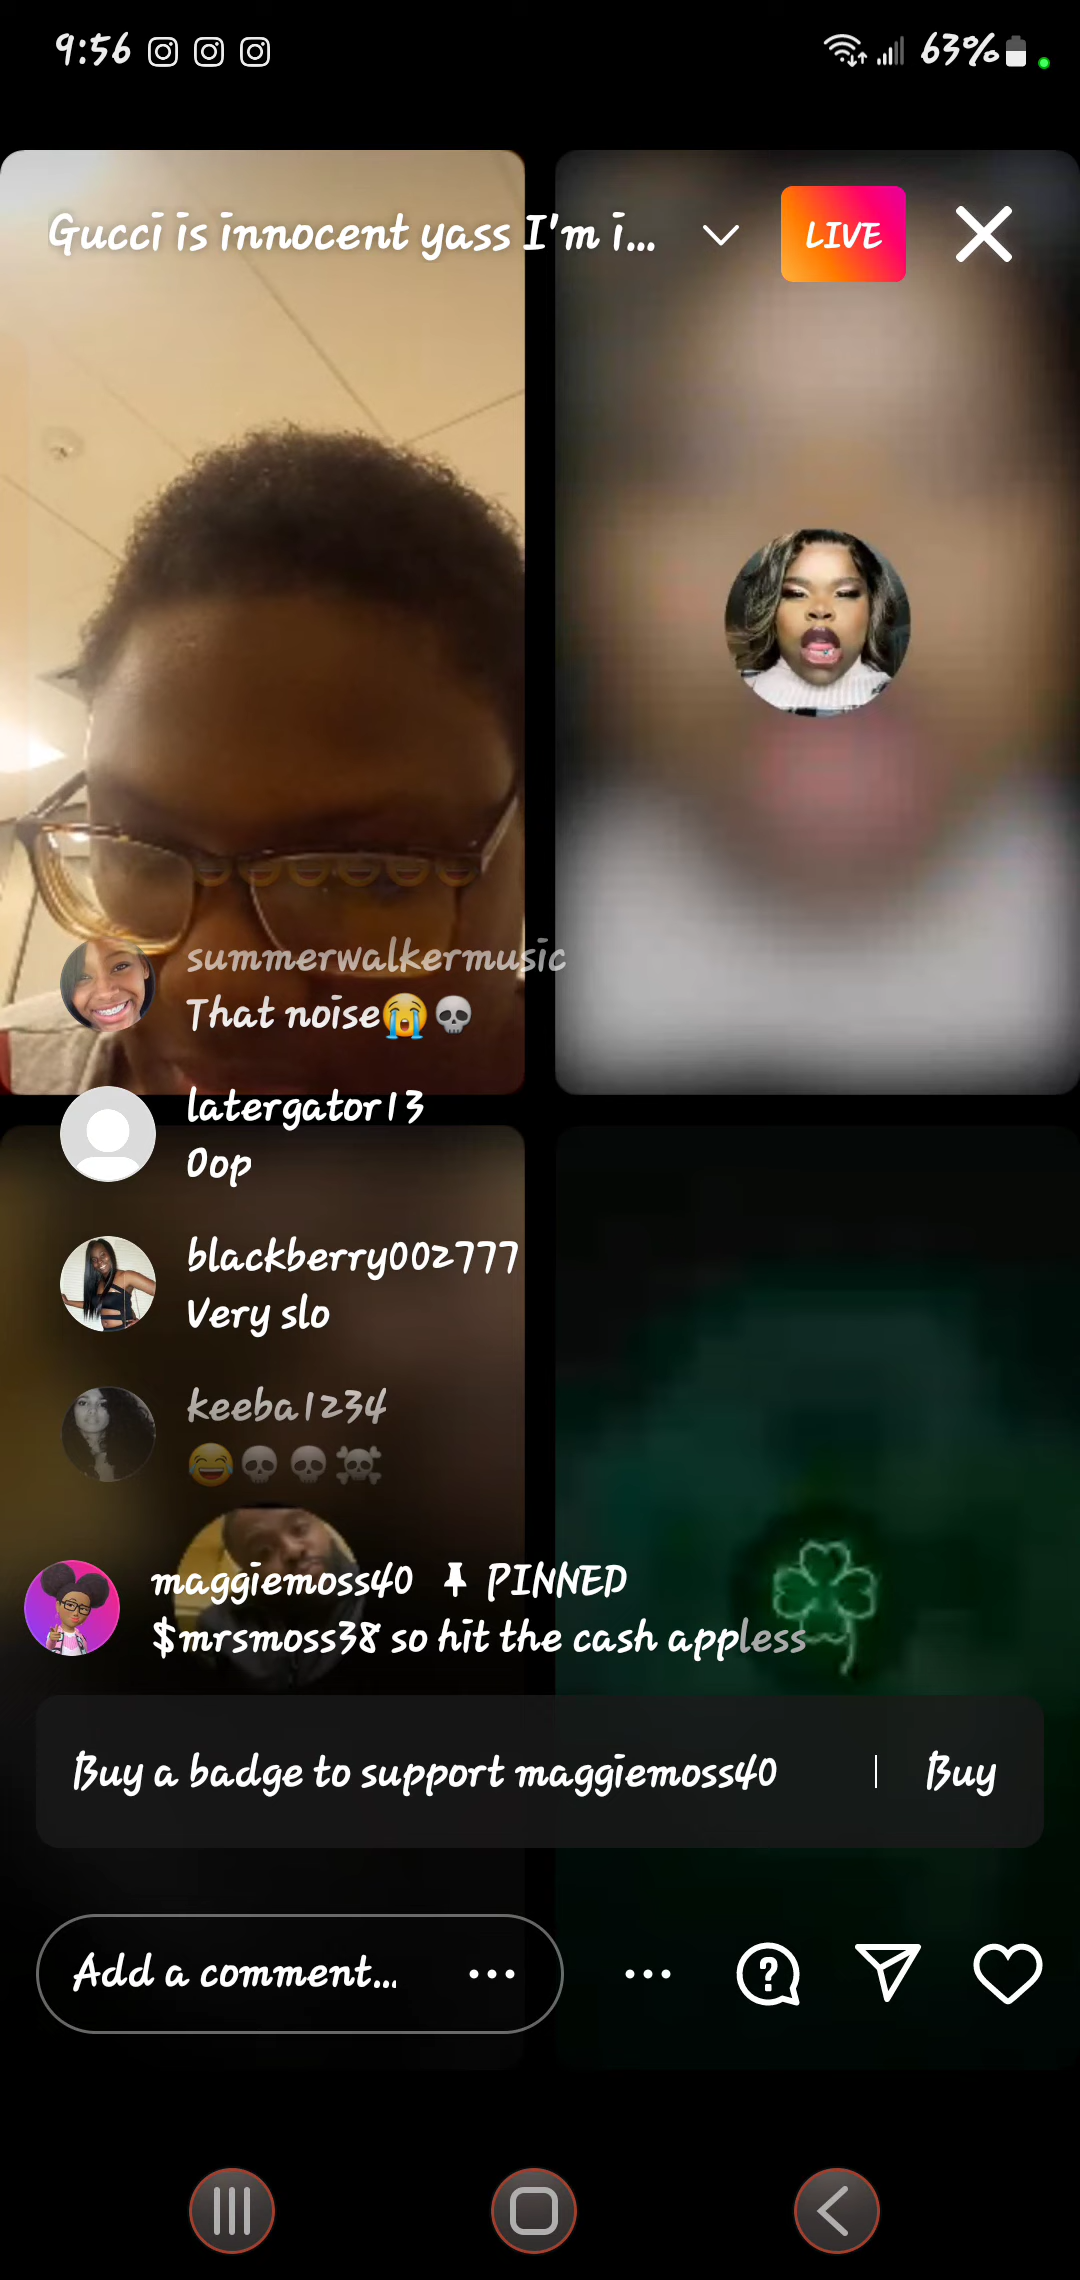 9:56
63%
Gucci is innocent yass I'm i...
LIVE
summerwalkermusic
That noise😭💀
latergator13
Oop
blackberry002777
Very slo
keeba1234
😂💀💀☠️
maggiemoss40 PINNED
$mrsmoss38 so hit the cash appless
Buy a badge to support maggiemoss40 | Buy
Add a comment...